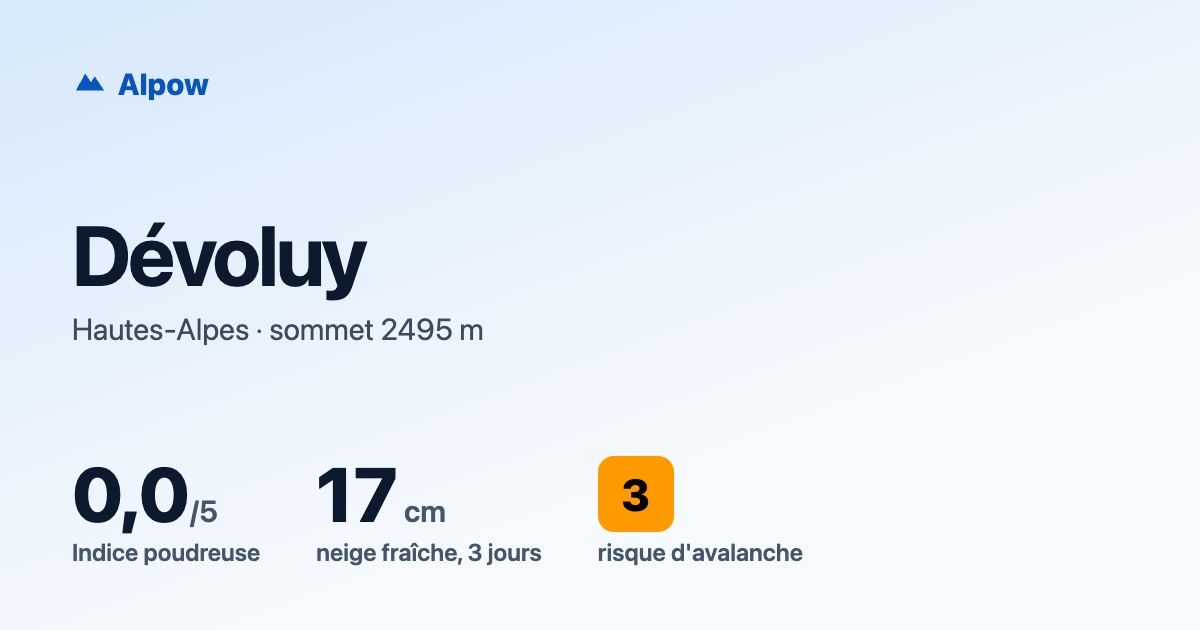 Alpow
Dévoluy
Hautes-Alpes · sommet 2495 m
0,0/5
Indice poudreuse
17 cm
neige fraîche, 3 jours
3
risque d'avalanche